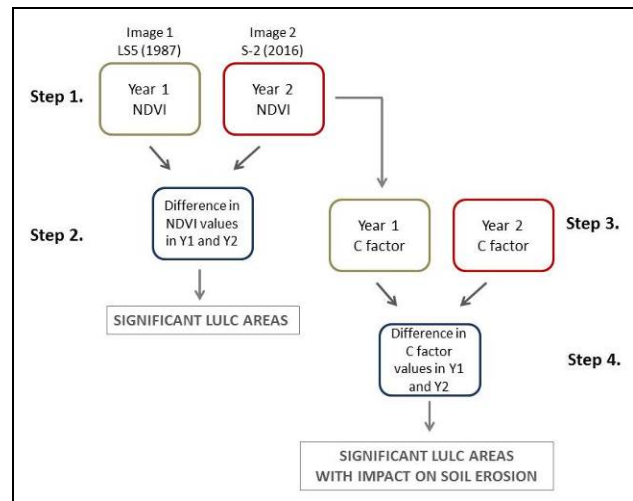 Image 1
LS5 (1987)
Image 2
S-2 (2016)
Step 1.
Year 1
NDVI
Year 2
NDVI
Step 2.
Difference in
NDVI values
in Y1 and Y2
SIGNIFICANT LULC AREAS
Year 1
C factor
Year 2
C factor
Step 3.
Difference in
C factor
values in Y1
and Y2
Step 4.
SIGNIFICANT LULC AREAS
WITH IMPACT ON SOIL EROSION